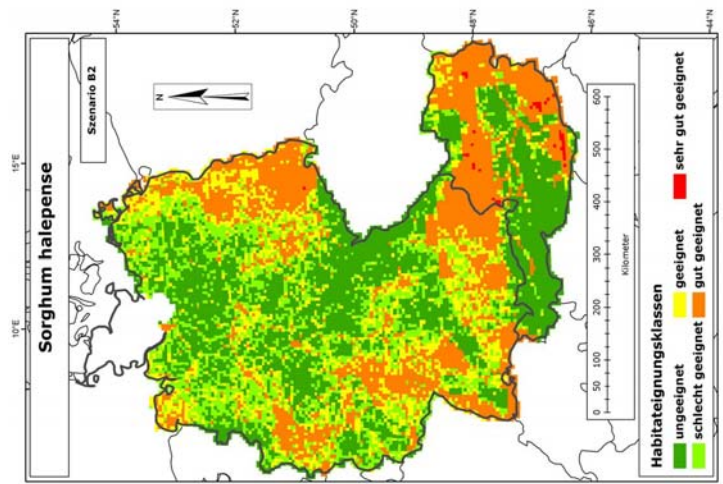 Sorghum halepense
Szenario B2
10°E
15°E
54°N
52°N
50°N
48°N
46°N
44°N
N
0 50 100 200 300 400 500 600
Kilometer
Habitateignungsklassen
ungeeignet
geeignet
sehr gut geeignet
schlecht geeignet
gut geeignet